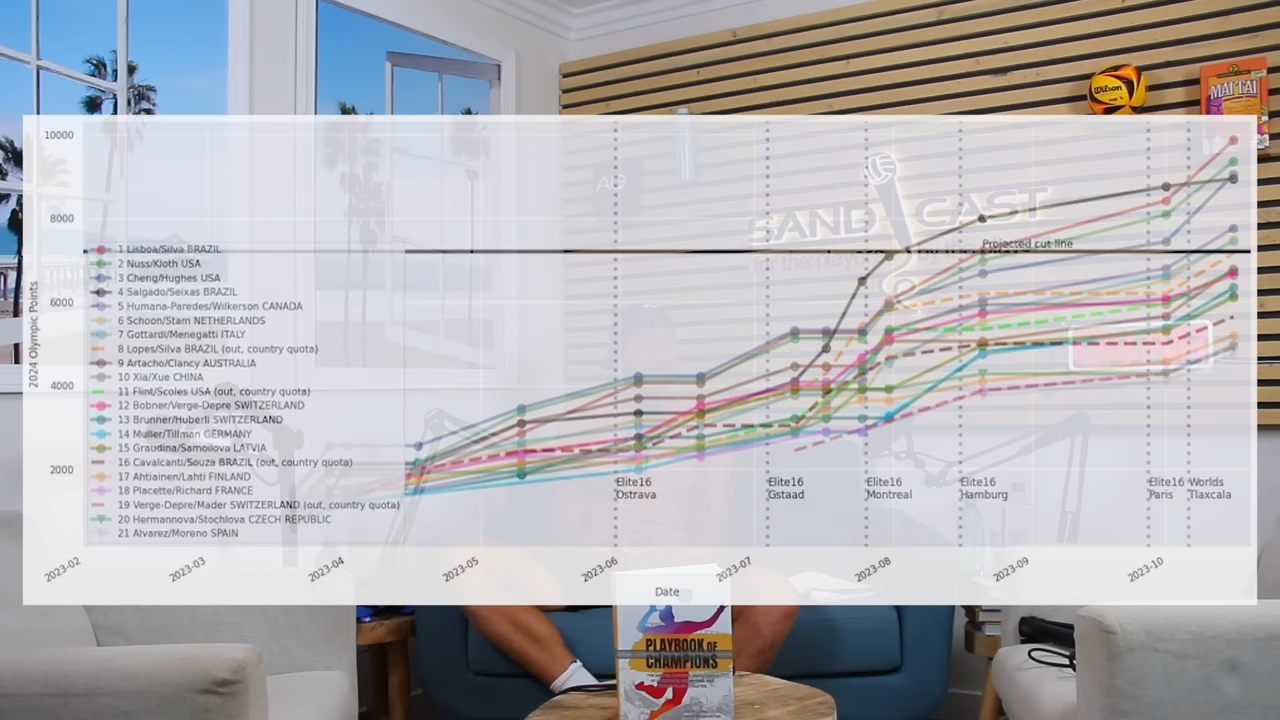 Wilson
MAI TAI
10000
8000
6000
4000
2000
2024 Olympic Points
SAND CAST
Projected cut line
1 Lisboa/Silva BRAZIL
2 Nuss/Kloth USA
3 Cheng/Hughes USA
4 Salgado/Seixas BRAZIL
5 Humana-Paredes/Wilkerson CANADA
6 Schoon/Stam NETHERLANDS
7 Gottardi/Menegatti ITALY
8 Lopes/Silva BRAZIL (out, country quota)
9 Artacho/Clancy AUSTRALIA
10 Xia/Xue CHINA
11 Flint/Scoles USA (out, country quota)
12 Bobner/Verge-Depre SWITZERLAND
13 Brunner/Huberli SWITZERLAND
14 Muller/Tillman GERMANY
15 Graudina/Samoilova LATVIA
16 Cavalcanti/Souza BRAZIL (out, country quota)
17 Ahtiainen/Lahti FINLAND
18 Placette/Richard FRANCE
19 Verge-Depre/Mader SWITZERLAND (out, country quota)
20 Hermannova/Stochlova CZECH REPUBLIC
21 Alvarez/Moreno SPAIN
Elite16
Ostrava
Elite16
Gstaad
Elite16
Montreal
Elite16
Hamburg
Elite16
Paris
Worlds
Tlaxcala
2023-02
2023-03
2023-04
2023-05
2023-06
2023-07
2023-08
2023-09
2023-10
Date
PLAYBOOK OF
CHAMPIONS